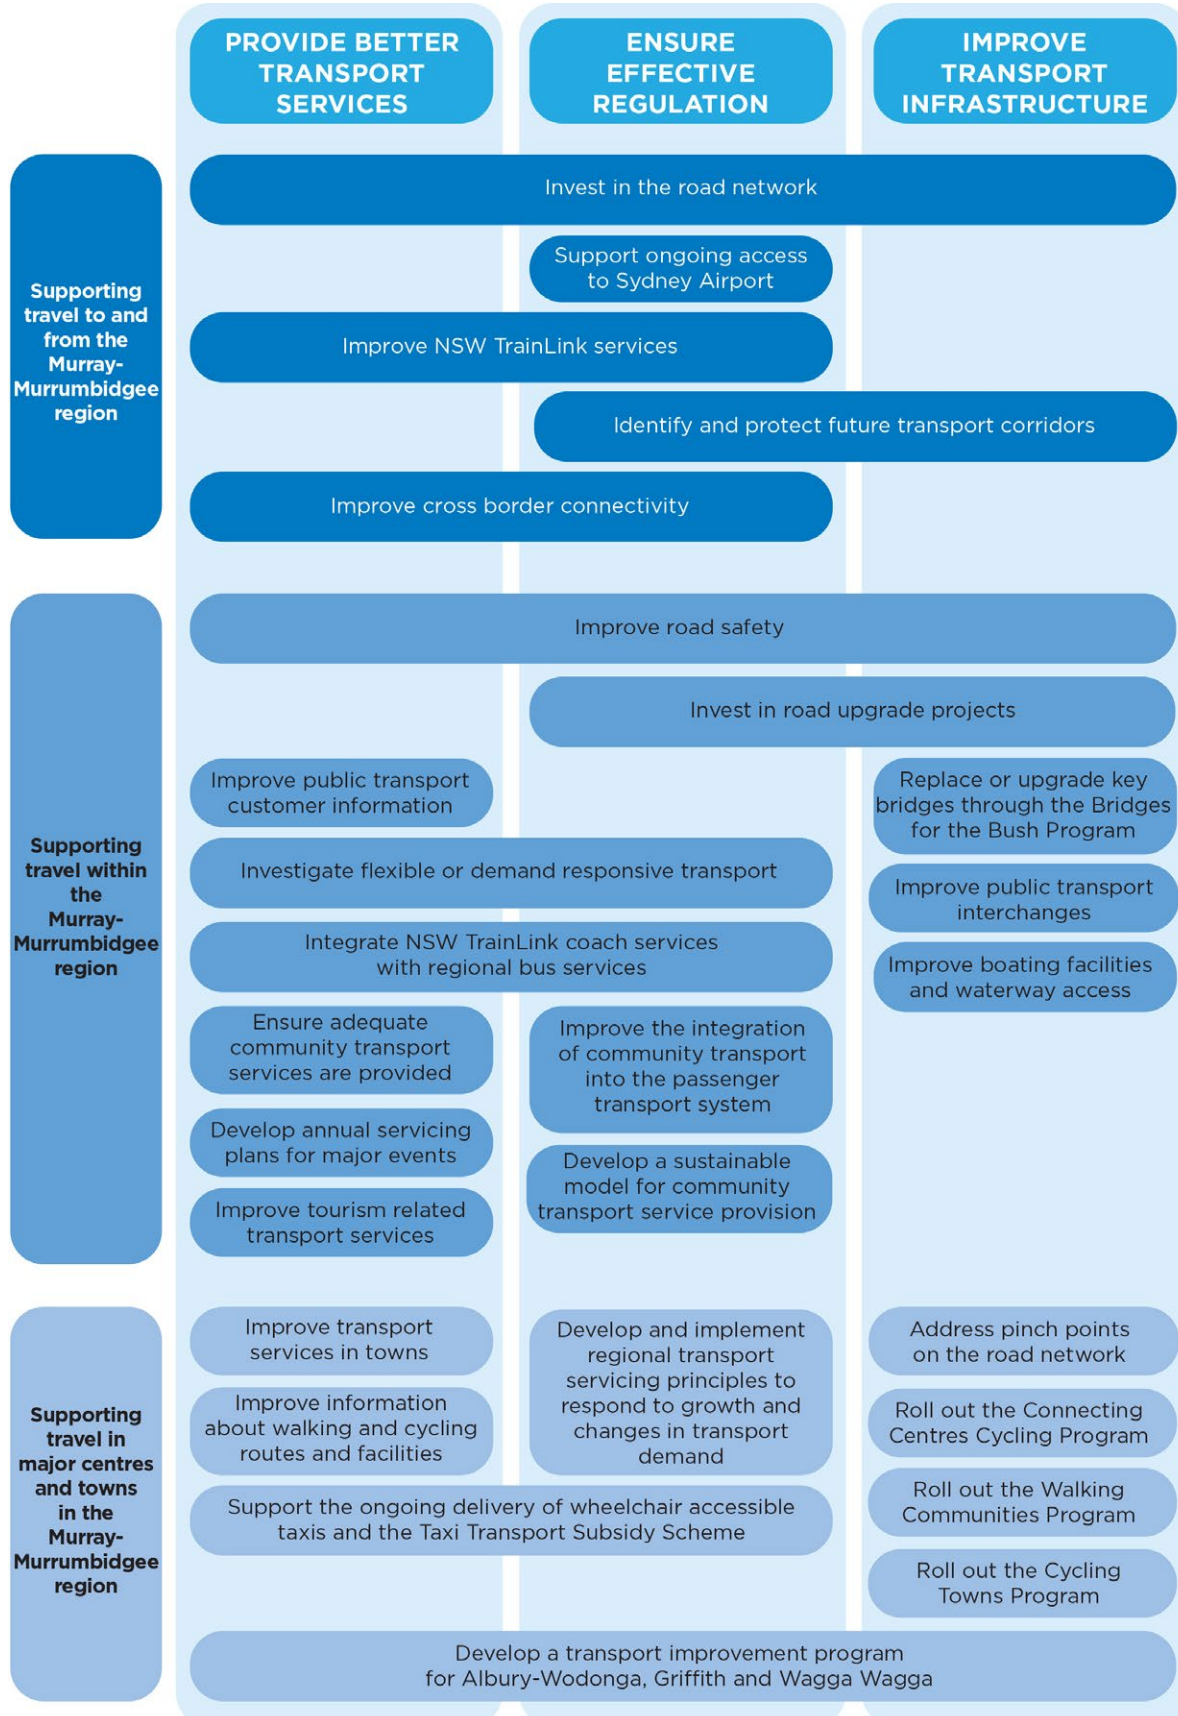 PROVIDE BETTER
TRANSPORT
SERVICES
ENSURE
EFFECTIVE
REGULATION
IMPROVE
TRANSPORT
INFRASTRUCTURE
Supporting
travel to and
from the
Murray-
Murrumbidgee
region
Invest in the road network
Support ongoing access
to Sydney Airport
Improve NSW TrainLink services
Identify and protect future transport corridors
Improve cross border connectivity
Supporting
travel within
the
Murray-
Murrumbidgee
region
Improve road safety
Invest in road upgrade projects
Improve public transport
customer information
Replace or upgrade key
bridges through the Bridges
for the Bush Program
Investigate flexible or demand responsive transport
Improve public transport
interchanges
Integrate NSW TrainLink coach services
with regional bus services
Improve boating facilities
and waterway access
Ensure adequate
community transport
services are provided
Improve the integration
of community transport
into the passenger
transport system
Develop annual servicing
plans for major events
Develop a sustainable
model for community
transport service provision
Improve tourism related
transport services
Supporting
travel in
major centres
and towns
in the
Murray-
Murrumbidgee
region
Improve transport
services in towns
Develop and implement
regional transport
servicing principles to
respond to growth and
changes in transport
demand
Address pinch points
on the road network
Improve information
about walking and cycling
routes and facilities
Roll out the Connecting
Centres Cycling Program
Support the ongoing delivery of wheelchair accessible
taxis and the Taxi Transport Subsidy Scheme
Roll out the Walking
Communities Program
Roll out the Cycling
Towns Program
Develop a transport improvement program
for Albury-Wodonga, Griffith and Wagga Wagga